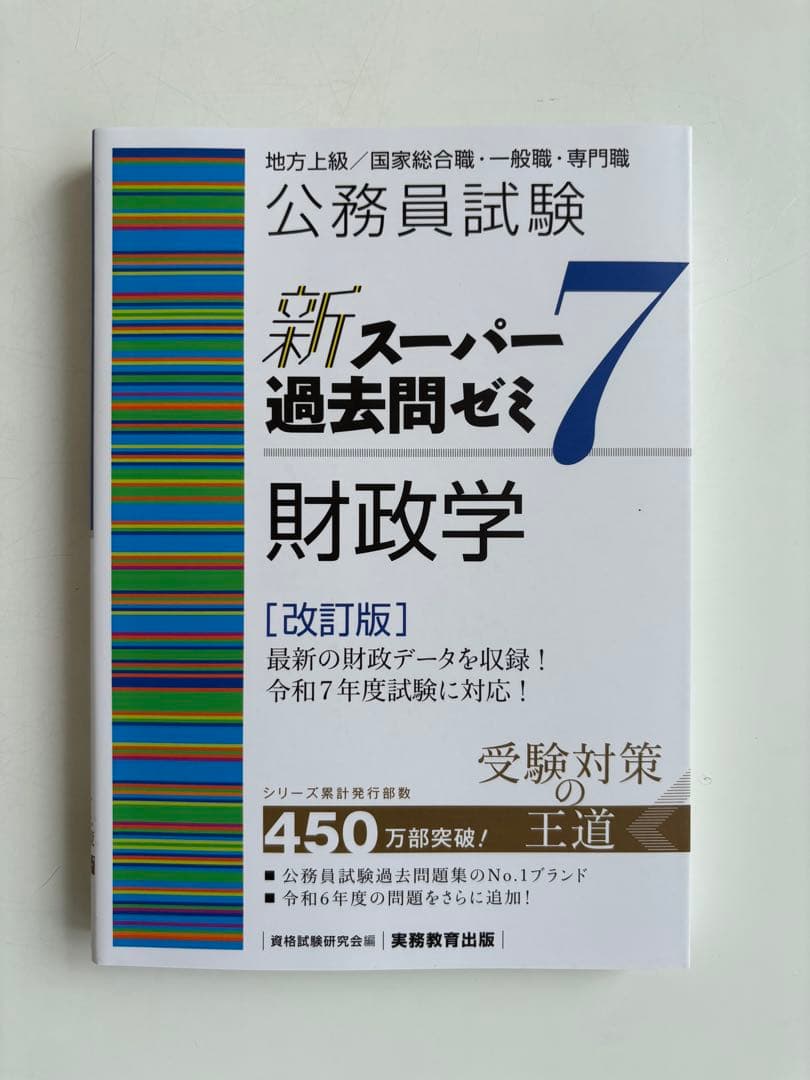 地方上級／国家総合職・一般職・専門職
公務員試験
新スーパー
過去問ゼミ7
財政学
［改訂版］
最新の財政データを収録！
令和7年度試験に対応！
受験対策
の
王道
シリーズ累計発行部数
450万部突破！
■ 公務員試験過去問題集のNo.1ブランド
■ 令和6年度の問題をさらに追加！
｜資格試験研究会編｜実務教育出版｜